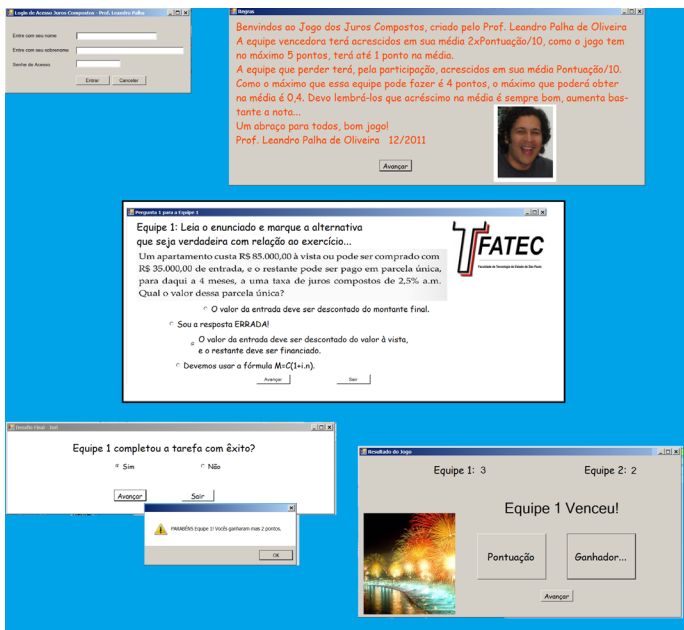 Login de Acesso Juros Compostos - Prof. Leandro Palha
Entre com seu nome
Entre com seu sobrenome
Senha de Acesso
Entrar Cancelar
Regras
Benvindos ao Jogo dos Juros Compostos, criado pelo Prof. Leandro Palha de Oliveira
A equipe vencedora terá acrescidos em sua média 2xPontuação/10, como o jogo tem
no máximo 5 pontos, terá até 1 ponto na média.
A equipe que perder terá, pela participação, acrescidos em sua média Pontuação/10.
Como o máximo que essa equipe pode fazer é 4 pontos, o máximo que poderá obter
na média é 0,4. Devo lembrá-los que acréscimo na média é sempre bom, aumenta bas-
tante a nota...
Um abraço para todos, bom jogo!
Prof. Leandro Palha de Oliveira 12/2011
Avançar
Pergunta 1 para a Equipe 1
Equipe 1: Leia o enunciado e marque a alternativa
que seja verdadeira com relação ao exercício...
FATEC
Faculdade de Tecnologia do Estado de São Paulo
Um apartamento custa R$ 85.000,00 à vista ou pode ser comprado com
R$ 35.000,00 de entrada, e o restante pode ser pago em parcela única,
para daqui a 4 meses, a uma taxa de juros compostos de 2,5% a.m.
Qual o valor dessa parcela única?
O valor da entrada deve ser descontado do montante final.
Sou a resposta ERRADA!
O valor da entrada deve ser descontado do valor à vista,
e o restante deve ser financiado.
Devemos usar a fórmula M=C(1+i.n).
Avançar Sair
Desafio Final - Juri
Equipe 1 completou a tarefa com êxito?
Sim Não
Avançar Sair
PARABÉNS Equipe 1! Vocês ganharam mais 2 pontos.
OK
Resultado do Jogo
Equipe 1: 3 Equipe 2: 2
Equipe 1 Venceu!
Pontuação Ganhador...
Avançar